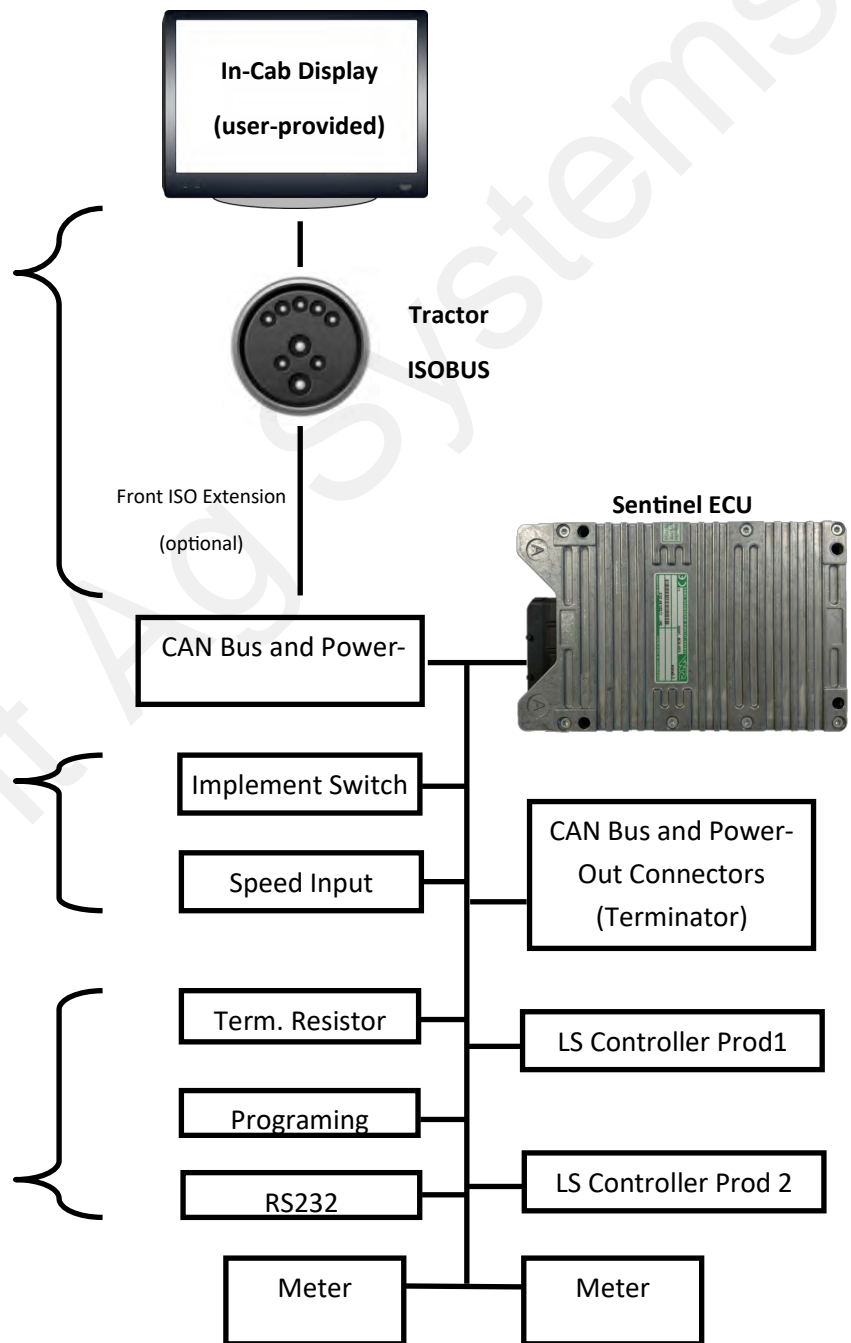 In-Cab Display
(user-provided)
Tractor
ISOBUS
Front ISO Extension
(optional)
Sentinel ECU
A
A
CAN Bus and Power-
Implement Switch
Speed Input
CAN Bus and Power-
Out Connectors
(Terminator)
Term. Resistor
LS Controller Prod1
Programing
RS232
LS Controller Prod 2
Meter
Meter
Ag Systems